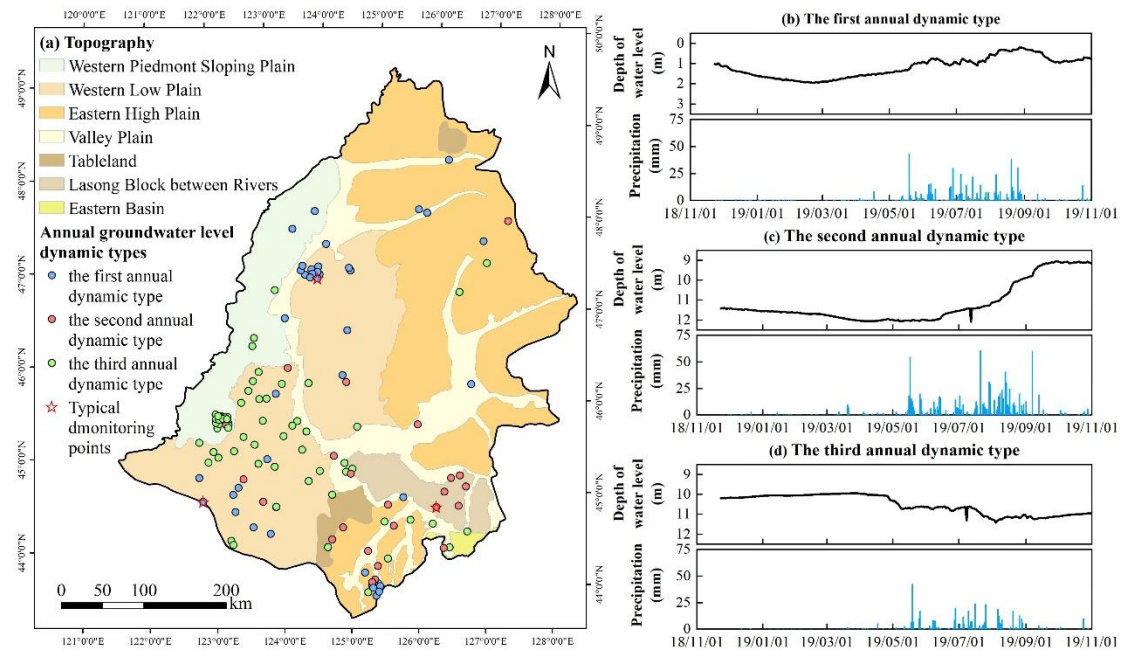 120°0'0"E 121°0'0"E 122°0'0"E 123°0'0"E 124°0'0"E 125°0'0"E 126°0'0"E 127°0'0"E 128°0'0"E
(a) Topography
Western Piedmont Sloping Plain
Western Low Plain
Eastern High Plain
Valley Plain
Tableland
Lasong Block between Rivers
Eastern Basin
Annual groundwater level
dynamic types
the first annual
dynamic type
the second annual
dynamic type
the third annual
dynamic type
Typical
dmonitoring
points
N
0 50 100 200
km
49°0'0"N
48°0'0"N
47°0'0"N
46°0'0"N
45°0'0"N
44°0'0"N
50°0'0"N
49°0'0"N
48°0'0"N
47°0'0"N
46°0'0"N
45°0'0"N
44°0'0"N
121°0'0"E 122°0'0"E 123°0'0"E 124°0'0"E 125°0'0"E 126°0'0"E 127°0'0"E 128°0'0"E
(b) The first annual dynamic type
Depth of
water level
(m)
0
1
2
3
Precipitation
(mm)
75
50
25
0
18/11/01 19/01/01 19/03/01 19/05/01 19/07/01 19/09/01 19/11/01
(c) The second annual dynamic type
Depth of
water level
(m)
9
10
11
12
Precipitation
(mm)
75
50
25
0
18/11/01 19/01/01 19/03/01 19/05/01 19/07/01 19/09/01 19/11/01
(d) The third annual dynamic type
Depth of
water level
(m)
9
10
11
12
Precipitation
(mm)
75
50
25
0
18/11/01 19/01/01 19/03/01 19/05/01 19/07/01 19/09/01 19/11/01